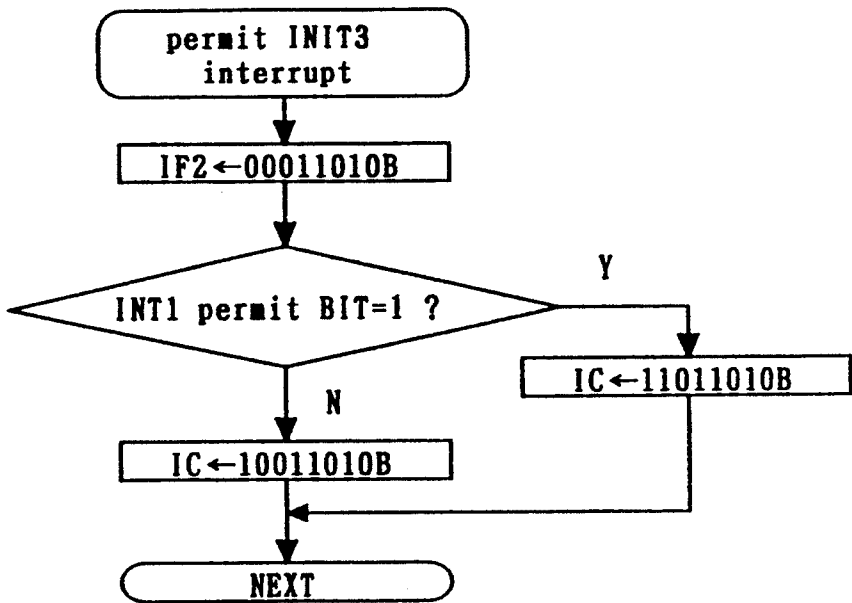 permit INIT3
interrupt
IF2←00011010B
INT1 permit BIT=1 ?
Y
IC←11011010B
N
IC←10011010B
NEXT